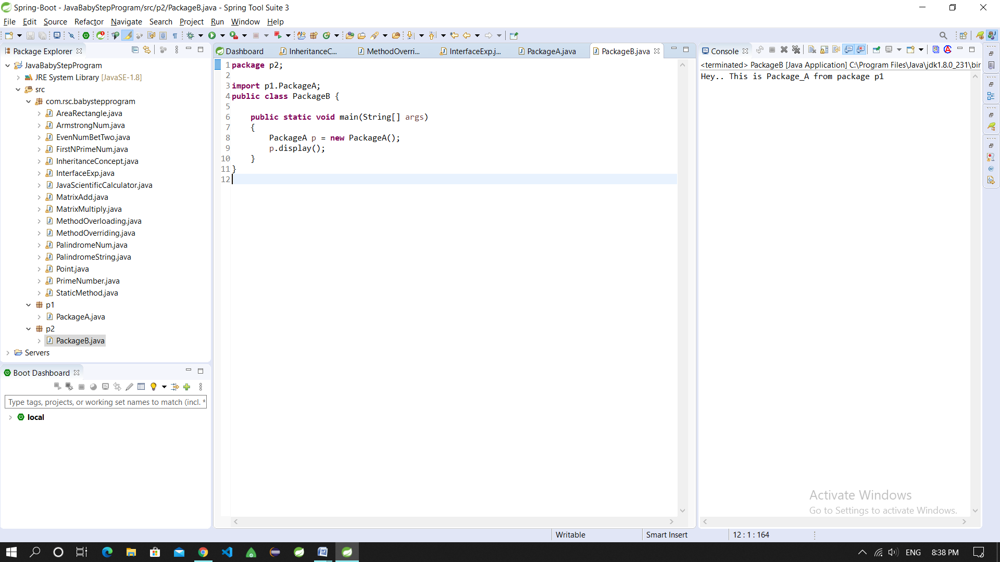 Spring-Boot - JavaBabyStepProgram/src/p2/PackageB.java - Spring Tool Suite 3
File Edit Source Refactor Navigate Search Project Run Window Help
Package Explorer
JavaBabyStepProgram
JRE System Library [JavaSE-1.8]
src
com.rsc.babystepprogram
AreaRectangle.java
ArmstrongNum.java
EvenNumBetTwo.java
FirstNPrimeNum.java
InheritanceConcept.java
InterfaceExp.java
JavaScientificCalculator.java
MatrixAdd.java
MatrixMultiply.java
MethodOverloading.java
MethodOverriding.java
PalindromeNum.java
PalindromeString.java
Point.java
PrimeNumber.java
StaticMethod.java
p1
PackageA.java
p2
PackageB.java
Servers
Boot Dashboard
Type tags, projects, or working set names to match (incl. *
local
Dashboard InheritanceC... MethodOverri... InterfaceExp.j... PackageA.java PackageB.java
1 package p2;
2
3 import p1.PackageA;
4 public class PackageB {
5
6 public static void main(String[] args)
7 {
8 PackageA p = new PackageA();
9 p.display();
10 }
11 }
12
Console
<terminated> PackageB [Java Application] C:\Program Files\Java\jdk1.8.0_231\bin
Hey.. This is Package_A from package p1
Activate Windows
Go to Settings to activate Windows.
Writable Smart Insert 12 : 1 : 164
ENG 8:38 PM